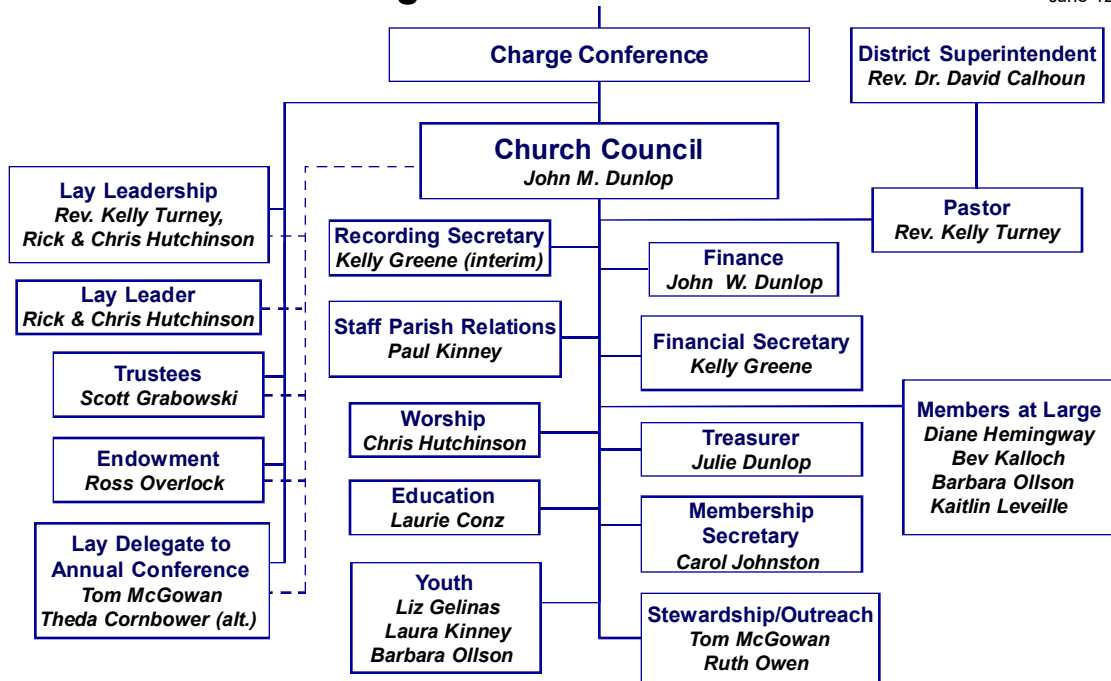 Charge Conference
District Superintendent
Rev. Dr. David Calhoun
Church Council
John M. Dunlop
Lay Leadership
Rev. Kelly Turney,
Rick & Chris Hutchinson
Pastor
Rev. Kelly Turney
Recording Secretary
Kelly Greene (interim)
Finance
John W. Dunlop
Lay Leader
Rick & Chris Hutchinson
Staff Parish Relations
Paul Kinney
Financial Secretary
Kelly Greene
Trustees
Scott Grabowski
Members at Large
Diane Hemingway
Bev Kalloch
Barbara Ollson
Kaitlin Leveille
Worship
Chris Hutchinson
Treasurer
Julie Dunlop
Endowment
Ross Overlock
Education
Laurie Conz
Membership
Secretary
Carol Johnston
Lay Delegate to
Annual Conference
Tom McGowan
Theda Cornbower (alt.)
Youth
Liz Gelinas
Laura Kinney
Barbara Ollson
Stewardship/Outreach
Tom McGowan
Ruth Owen